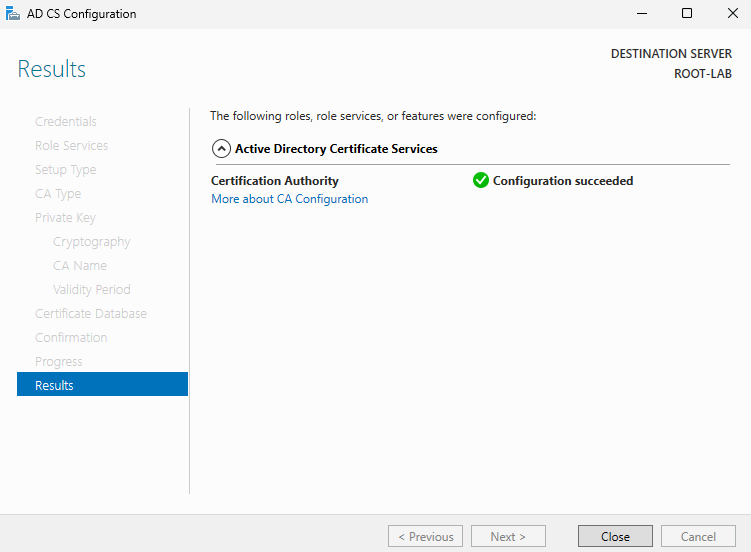 AD CS Configuration
Results
DESTINATION SERVER
ROOT-LAB
Credentials
Role Services
Setup Type
CA Type
Private Key
Cryptography
CA Name
Validity Period
Certificate Database
Confirmation
Progress
Results
The following roles, role services, or features were configured:
Active Directory Certificate Services
Certification Authority
Configuration succeeded
More about CA Configuration
< Previous
Next >
Close
Cancel